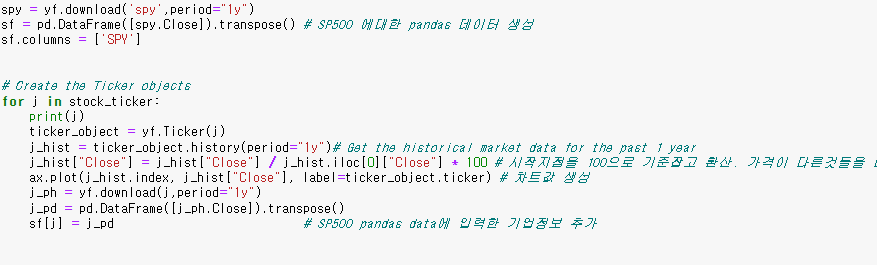 spy = yf.download('spy',period="1y")
sf = pd.DataFrame([spy.Close]).transpose() # SP500 에대한 pandas 데이터 생성
sf.columns = ['SPY']
# Create the Ticker objects
for j in stock_ticker:
print(j)
ticker_object = yf.Ticker(j)
j_hist = ticker_object.history(period="1y")# Get the historical market data for the past 1 year
j_hist["Close"] = j_hist["Close"] / j_hist.iloc[0]["Close"] * 100 # 시작지점을 100으로 기준잡고 환산. 가격이 다른것들을
ax.plot(j_hist.index, j_hist["Close"], label=ticker_object.ticker) # 차트값 생성
j_ph = yf.download(j,period="1y")
j_pd = pd.DataFrame([j_ph.Close]).transpose()
sf[j] = j_pd # SP500 pandas data에 입력한 기업정보 추가